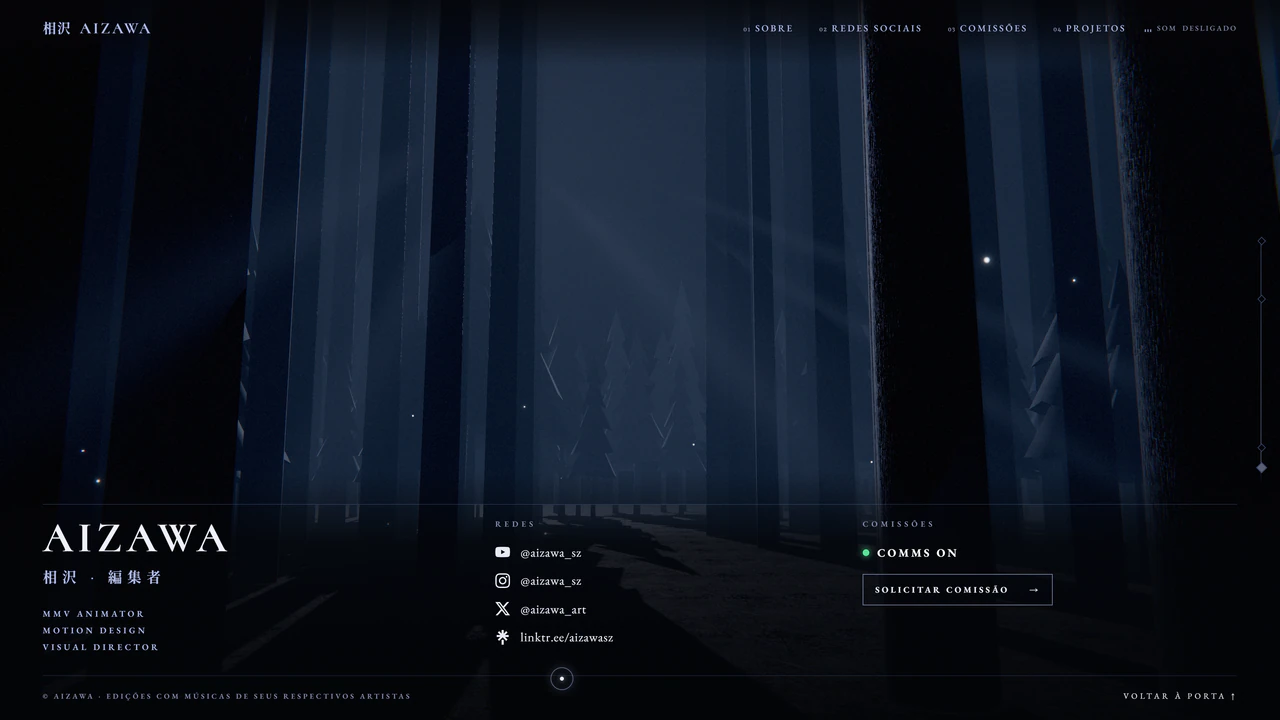 相沢 AIZAWA
01 SOBRE
02 REDES SOCIAIS
03 COMISSÕES
04 PROJETOS
SOM DESLIGADO
AIZAWA
相沢 · 編集者
MMV ANIMATOR
MOTION DESIGN
VISUAL DIRECTOR
REDES
@aizawa_sz
@aizawa_sz
@aizawa_art
linktr.ee/aizawasz
COMISSÕES
COMMS ON
SOLICITAR COMISSÃO →
© AIZAWA · EDIÇÕES COM MÚSICAS DE SEUS RESPECTIVOS ARTISTAS
VOLTAR À PORTA ↑